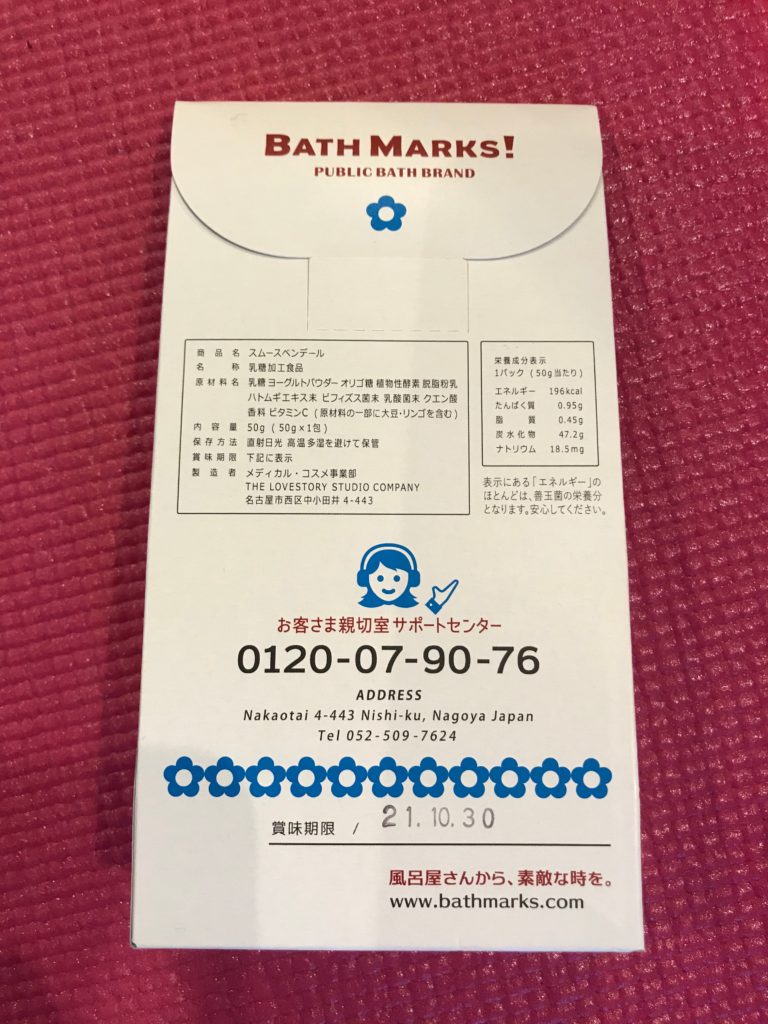 BATH MARKS!
PUBLIC BATH BRAND
商品名 スムースベンデール
名称 乳糖加工食品
原材料名 乳糖 ヨーグルトパウダー オリゴ糖 植物性酵素 脱脂粉乳
ハトムギエキス末 ビフィズス菌末 乳酸菌末 クエン酸
香料 ビタミンC (原材料の一部に大豆・リンゴを含む)
内容量 50g (50g×1包)
保存方法 直射日光 高温多湿を避けて保管
賞味期限 下記に表示
製造者 メディカル・コスメ事業部
THE LOVESTORY STUDIO COMPANY
名古屋市西区中小田井 4-443
栄養成分表示
1パック (50g当たり)
エネルギー 196kcal
たんぱく質 0.95g
脂質 0.45g
炭水化物 47.2g
ナトリウム 18.5mg
表示にある「エネルギー」の
ほとんどは、善玉菌の栄養分
となります。安心してください。
お客さま親切室 サポートセンター
0120-07-90-76
ADDRESS
Nakaotai 4-443 Nishi-ku, Nagoya Japan
Tel 052-509-7624
賞味期限 / 21.10.30
風呂屋さんから、素敵な時を。
www.bathmarks.com